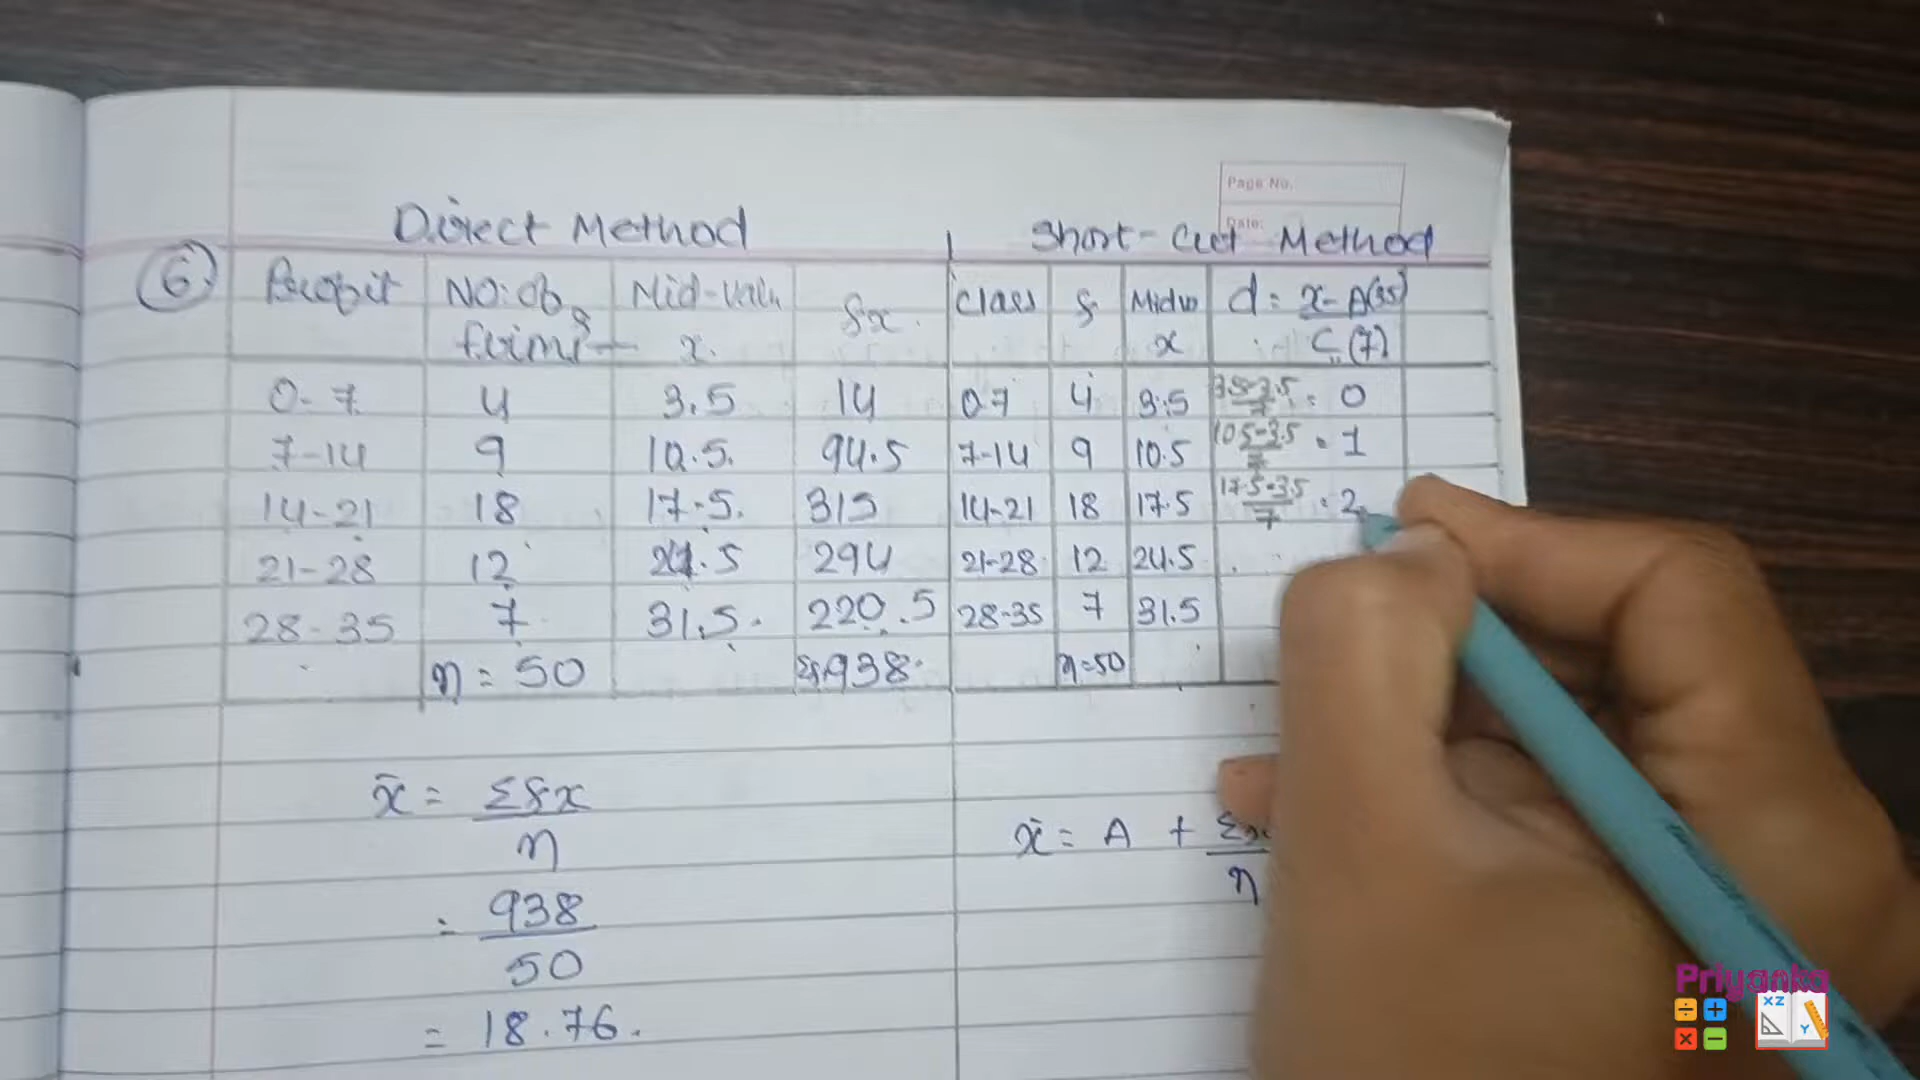 Page No.
Date:
Direct Method
Short-Cut Method
6.
Profit NO: of firms f Mid-valu x. fx.
Class f Midv x d = x-A(3.5) / C(7)
0-7 4 3.5 14 0-7 4 3.5 3.5-3.5/7 = 0
7-14 9 10.5. 94.5 7-14 9 10.5 10.5-3.5/7 = 1
14-21 18 17.5. 315 14-21 18 17.5 17.5-3.5/7 = 2
21-28 12 24.5 294 21-28 12 24.5
28-35 7 31.5. 220.5 28-35 7 31.5
n = 50 938 n=50
x̄ = Σfx
n
= 938
50
= 18.76.
x̄ = A +
n
Priyanka
XZ
Y